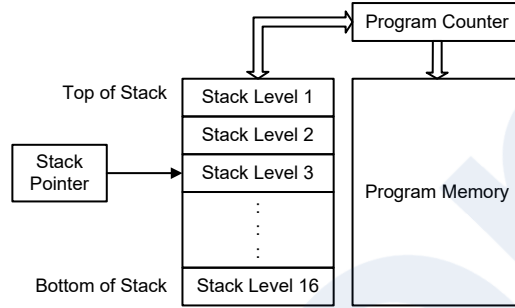 Program Counter
Top of Stack
Stack Level 1
Stack Level 2
Stack
Pointer
Stack Level 3
Program Memory
:
:
:
Bottom of Stack
Stack Level 16